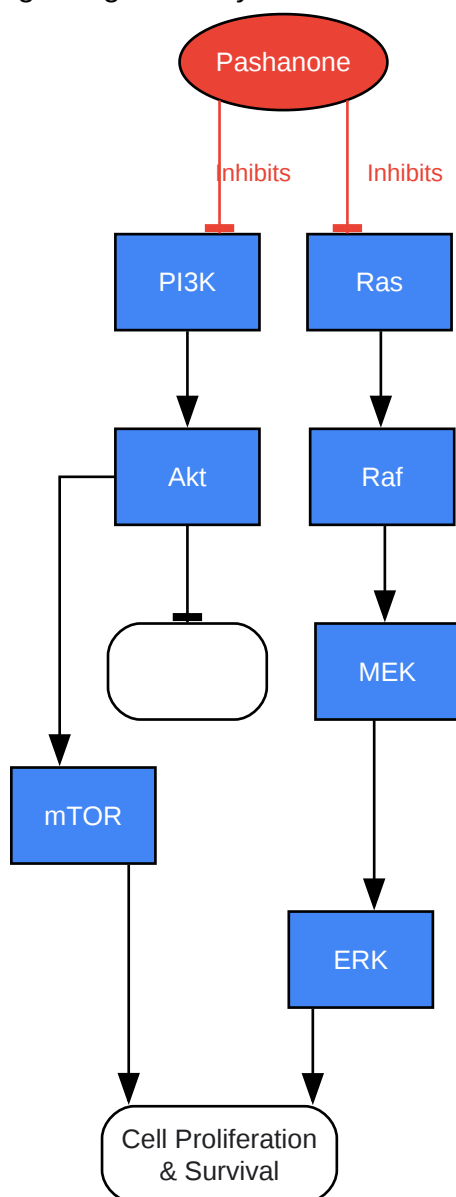 Pashanone
Inhibits
Inhibits
PI3K
Ras
Akt
Raf
MEK
mTOR
ERK
Cell Proliferation
& Survival